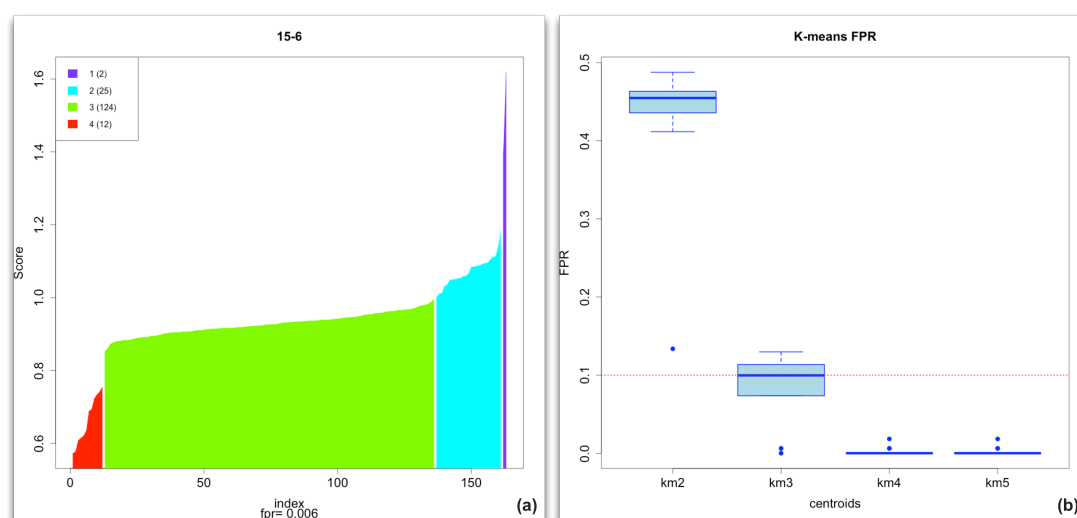 15-6
1 (2)
2 (25)
3 (124)
4 (12)
Score
0.6
0.8
1.0
1.2
1.4
1.6
0
50
100
150
index
fpr= 0.006
(a)
K-means FPR
FPR
0.0
0.1
0.2
0.3
0.4
0.5
km2
km3
km4
km5
centroids
(b)